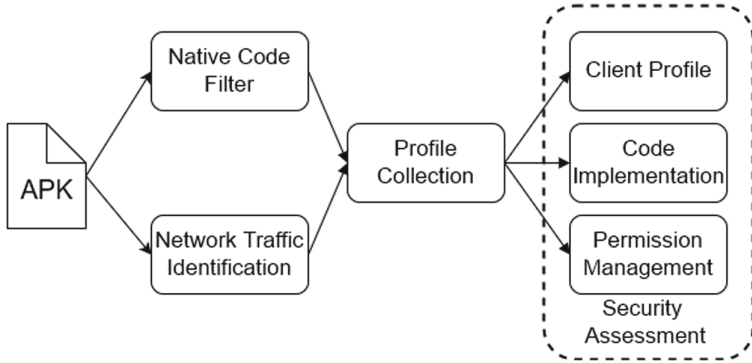 APK
Native Code
Filter
Network Traffic
Identification
Profile
Collection
Client Profile
Code
Implementation
Permission
Management
Security
Assessment